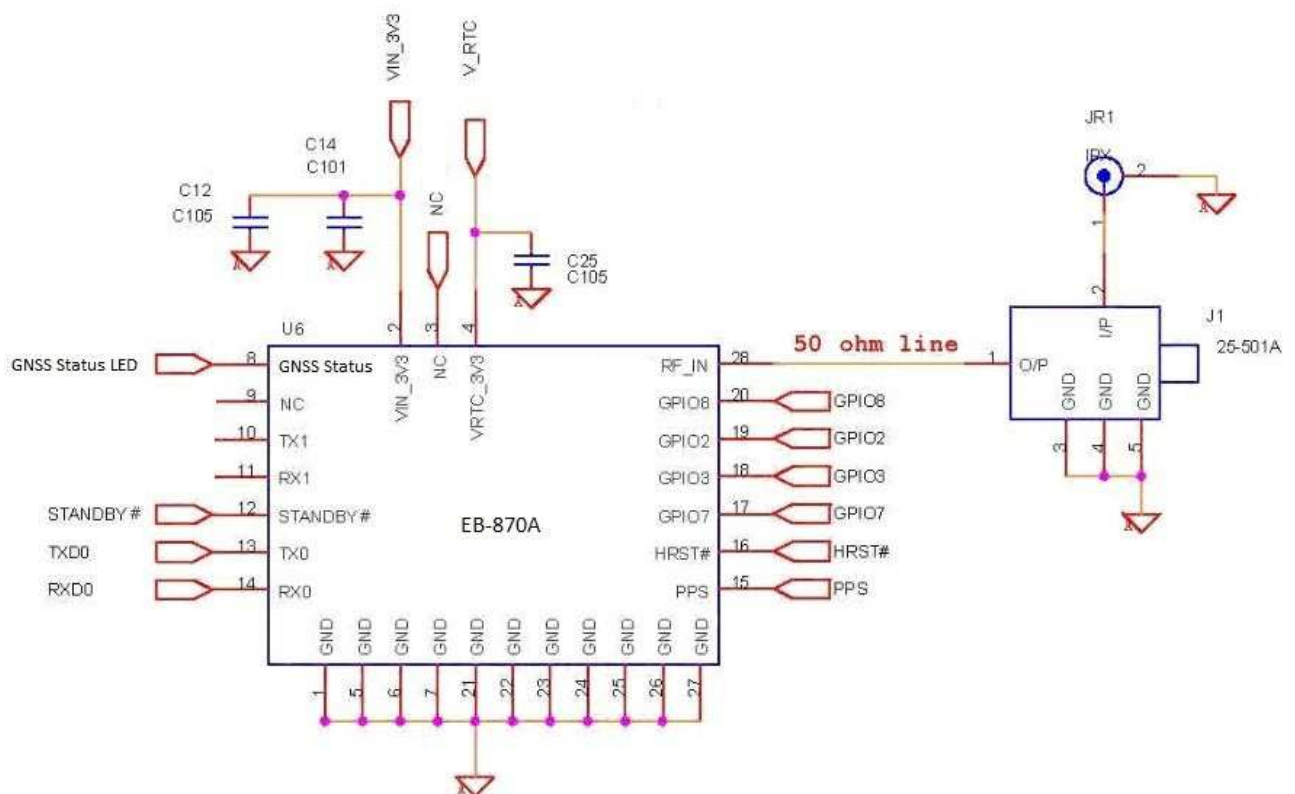 VIN_3V3
V_RTC
C14
C101
C12
C105
NC
C25
C105
JR1
IPX
2
1
2
I/P
J1
25-501A
50 ohm line
1
O/P
GND
GND
GND
3
4
5
U6
2
3
4
VIN_3V3
NC
VRTC_3V3
GNSS Status LED
8
GNSS Status
9
NC
10
TX1
11
RX1
STANDBY#
12
STANDBY#
TXD0
13
TX0
RXD0
14
RX0
EB-870A
RF_IN
28
GPIO8
20
GPIO8
GPIO2
19
GPIO2
GPIO3
18
GPIO3
GPIO7
17
GPIO7
HRST#
16
HRST#
PPS
15
PPS
GND
GND
GND
GND
GND
GND
GND
GND
GND
GND
GND
1
5
6
7
21
22
23
24
25
26
27
A
A
A
A
A
A